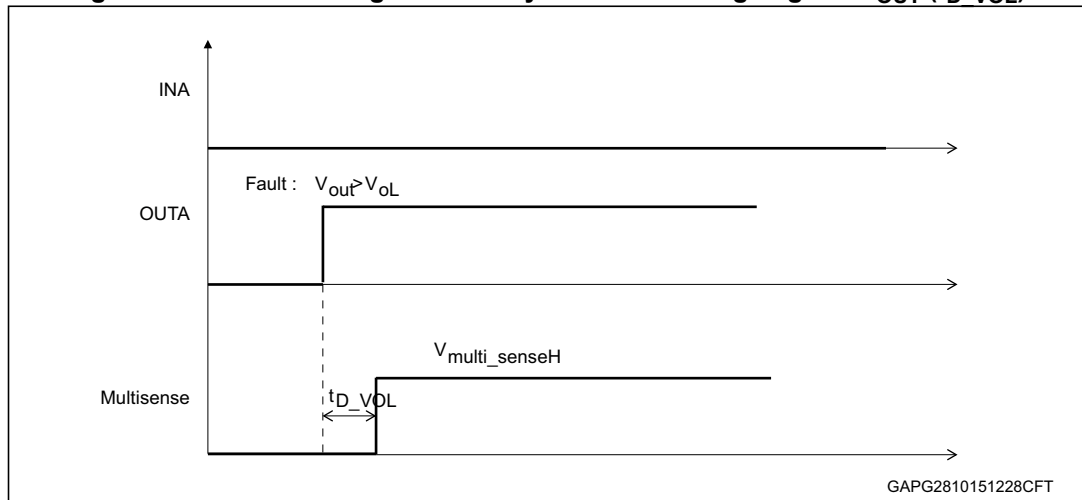 INA
Fault : Vout>VoL
OUTA
Vmulti_senseH
Multisense
tD_VOL
GAPG2810151228CFT